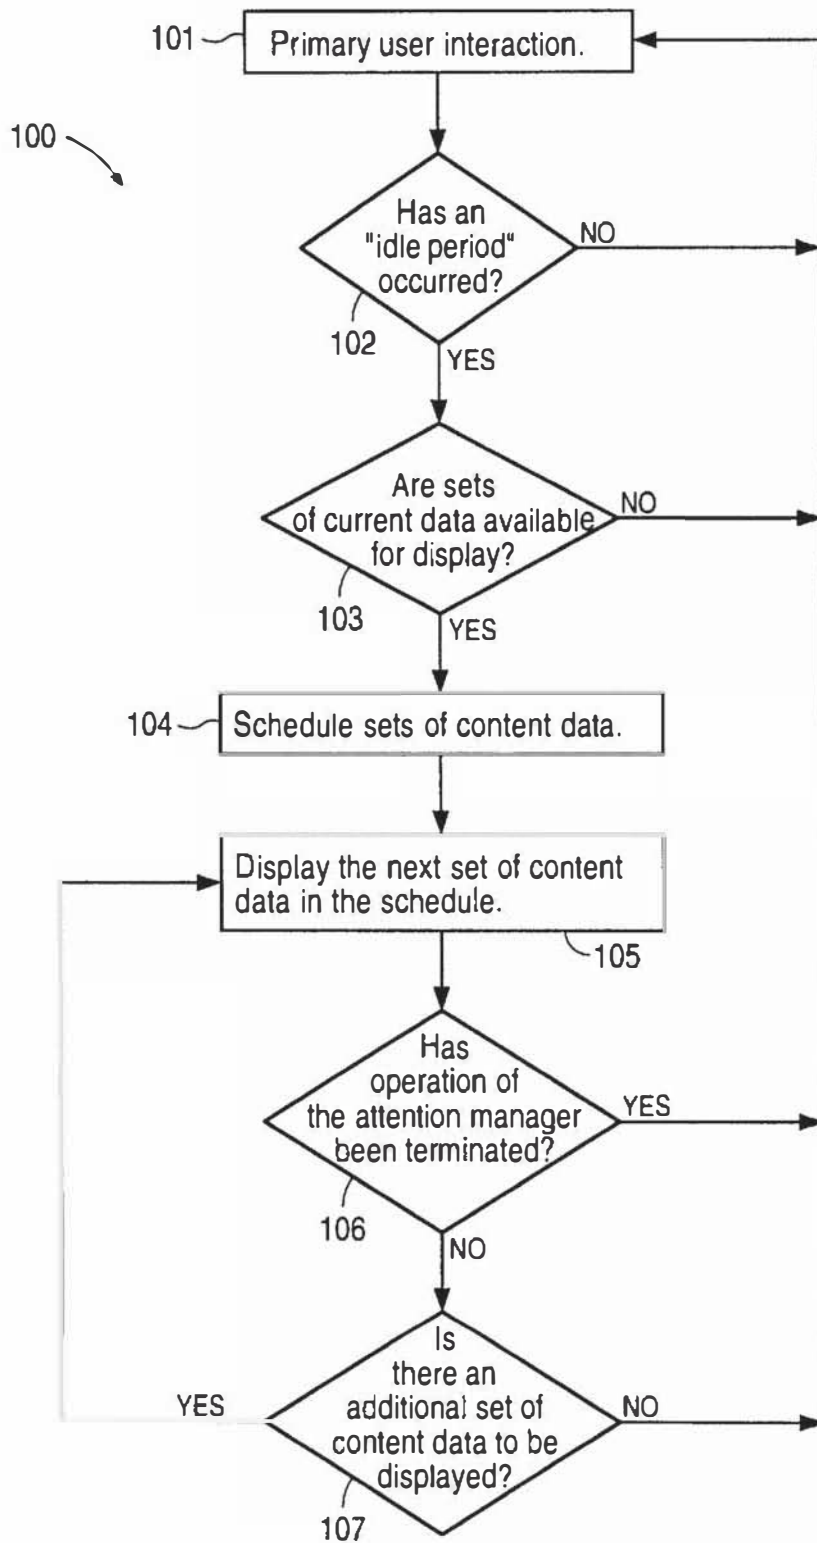 101
Primary user interaction.
100
Has an
"idle period"
occurred?
NO
102
YES
Are sets
of current data available
for display?
NO
103
YES
104
Schedule sets of content data.
Display the next set of content
data in the schedule.
105
Has
operation of
the attention manager
been terminated?
YES
106
NO
Is
there an
additional set of
content data to be
displayed?
YES
NO
107